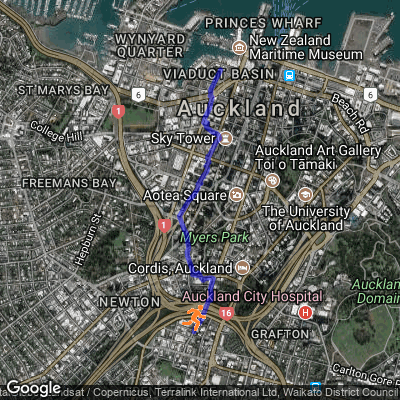 PRINCES WHARF
WYNYARD
QUARTER
New Zealand
Maritime Museum
VIADUCT BASIN
ST MARYS BAY
6
6
1
Auckland
Beach Rd
College Hill
Sky Tower
Auckland Art Gallery
Toi o Tāmaki
FREEMANS BAY
Aotea Square
The University
of Auckland
Hepburn St
1
Myers Park
Cordis, Auckland
Auckland
Domain
NEWTON
Auckland City Hospital
16
H
GRAFTON
Carlton Gore
Google
dsat / Copernicus, Terralink International Ltd, Waikato District Council